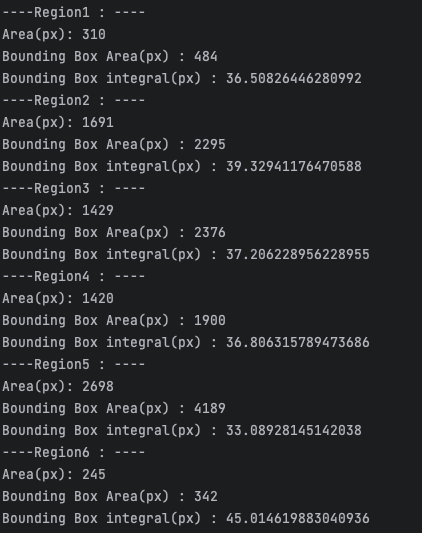 ----Region1 : ----
Area(px): 310
Bounding Box Area(px) : 484
Bounding Box integral(px) : 36.50826446280992
----Region2 : ----
Area(px): 1691
Bounding Box Area(px) : 2295
Bounding Box integral(px) : 39.32941176470588
----Region3 : ----
Area(px): 1429
Bounding Box Area(px) : 2376
Bounding Box integral(px) : 37.206228956228955
----Region4 : ----
Area(px): 1420
Bounding Box Area(px) : 1900
Bounding Box integral(px) : 36.806315789473686
----Region5 : ----
Area(px): 2698
Bounding Box Area(px) : 4189
Bounding Box integral(px) : 33.08928145142038
----Region6 : ----
Area(px): 245
Bounding Box Area(px) : 342
Bounding Box integral(px) : 45.014619883040936